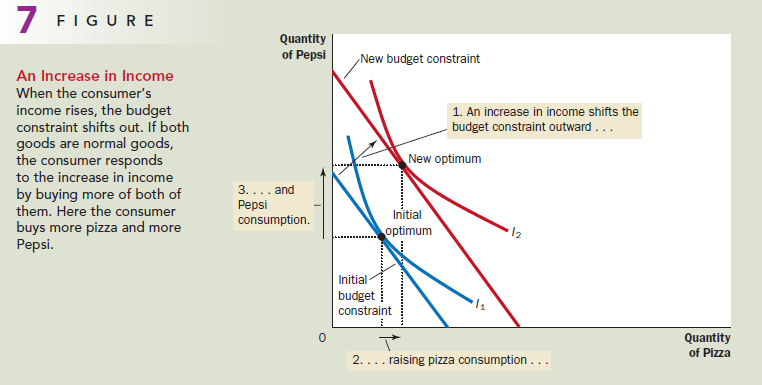 7 FIGURE
An Increase in Income
When the consumer's
income rises, the budget
constraint shifts out. If both
goods are normal goods,
the consumer responds
to the increase in income
by buying more of both of
them. Here the consumer
buys more pizza and more
Pepsi.
Quantity
of Pepsi
New budget constraint
1. An increase in income shifts the
budget constraint outward . . .
New optimum
3. . . . and
Pepsi
consumption.
Initial
optimum
I2
Initial
budget
constraint
I1
0
2. . . . raising pizza consumption . . .
Quantity
of Pizza